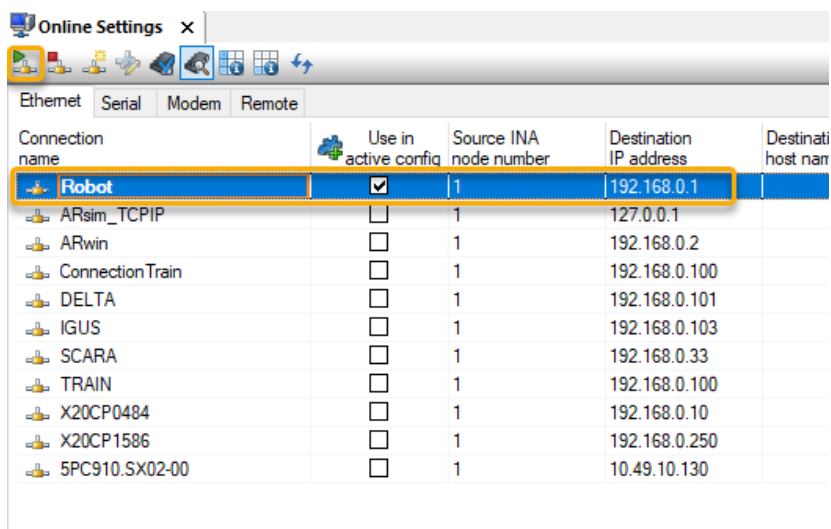 Online Settings
Ethernet Serial Modem Remote
Connection name Use in active config Source INA node number Destination IP address Destinati host nam
Robot 1 192.168.0.1
ARsim_TCPIP 1 127.0.0.1
ARwin 1 192.168.0.2
ConnectionTrain 1 192.168.0.100
DELTA 1 192.168.0.101
IGUS 1 192.168.0.103
SCARA 1 192.168.0.33
TRAIN 1 192.168.0.100
X20CP0484 1 192.168.0.10
X20CP1586 1 192.168.0.250
5PC910.SX02-00 1 10.49.10.130